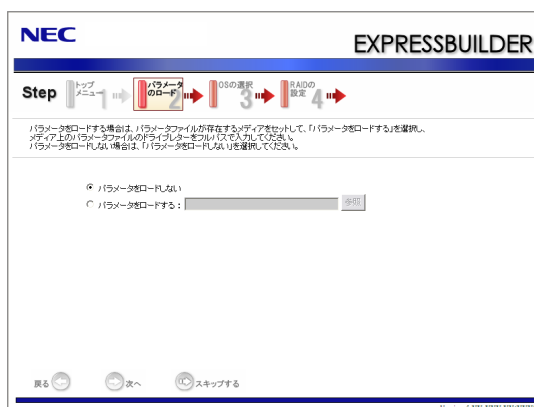 NEC
EXPRESSBUILDER
Step
トップ
メニュー
1
パラメータ
のロード
2
OSの選択
3
RAIDの
設定
4
パラメータをロードする場合は、パラメータファイルが存在するメディアをセットして、「パラメータをロードする」を選択し、
メディア上のパラメータファイルのドライブレターをフルパスで入力してください。
パラメータをロードしない場合は、「パラメータをロードしない」を選択してください。
パラメータをロードしない
パラメータをロードする：
参照
戻る
次へ
スキップする